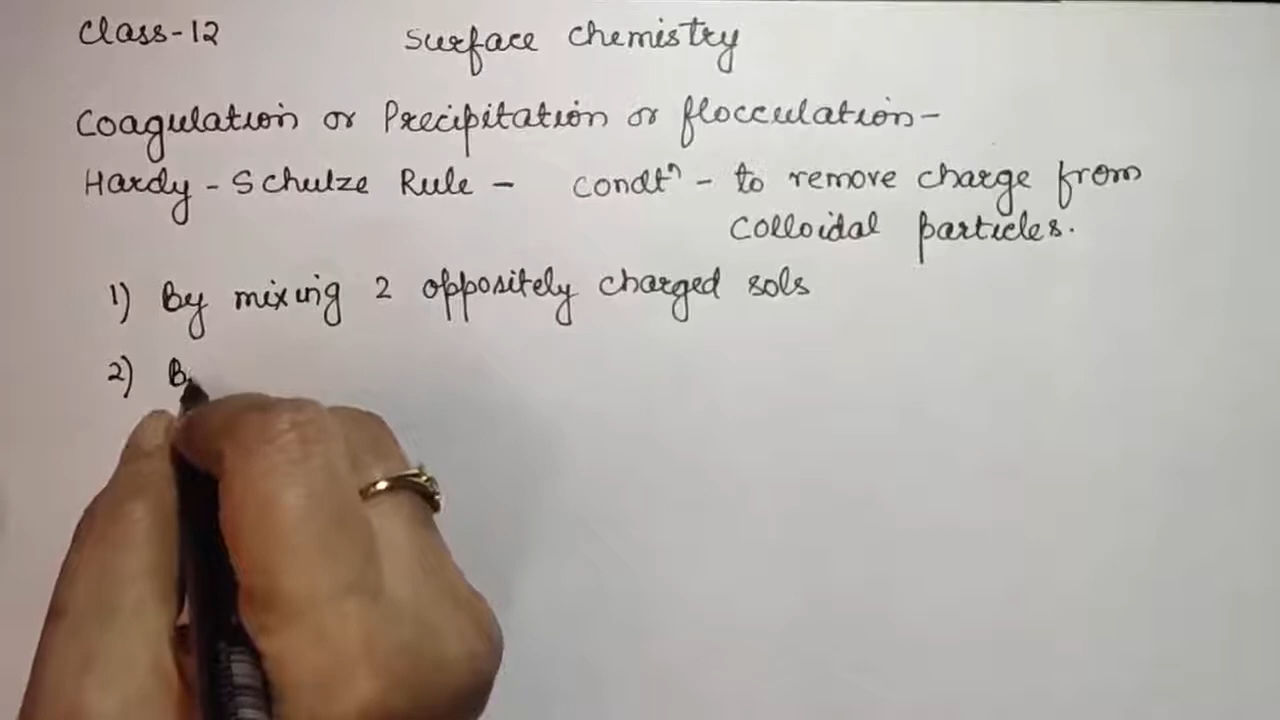 Class-12 Surface Chemistry
Coagulation or Precipitation or flocculation-
Hardy - Schulze Rule - Condtⁿ - to remove charge from
Colloidal particles.
1) By mixing 2 oppositely charged sols
2) B